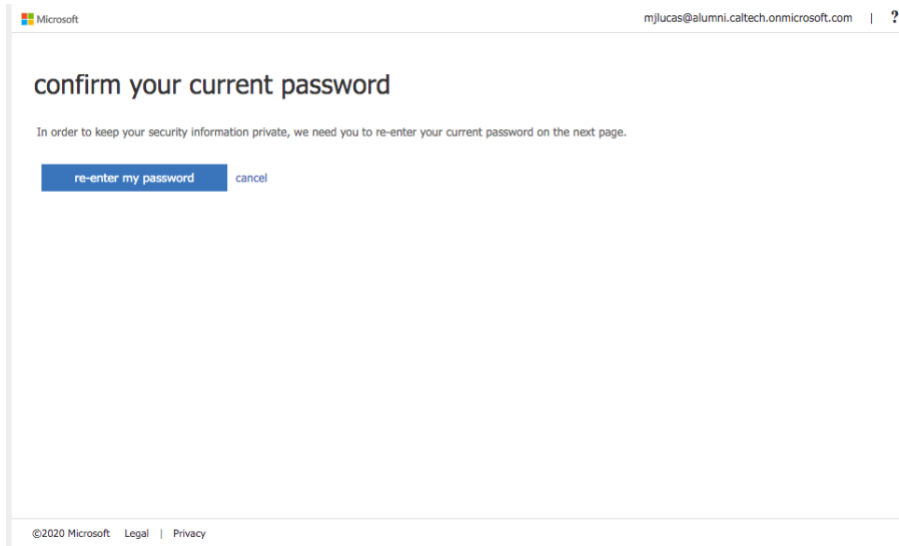 Microsoft mjlucas@alumni.caltech.onmicrosoft.com | ?
confirm your current password
In order to keep your security information private, we need you to re-enter your current password on the next page.
re-enter my password cancel
©2020 Microsoft Legal | Privacy